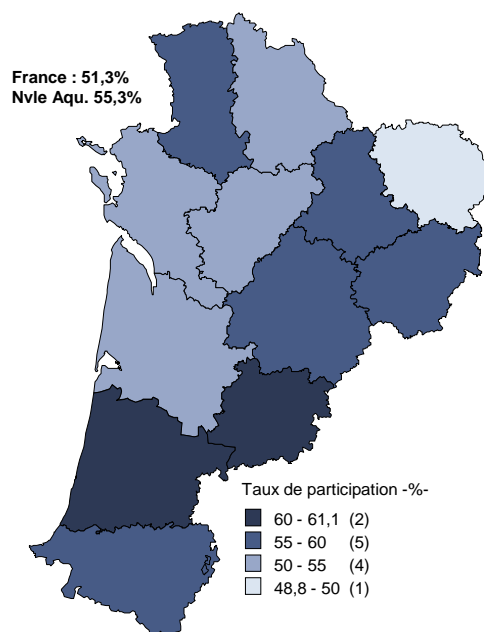 France : 51,3%
Nvle Aqu. 55,3%
Taux de participation -%-
60 - 61,1 (2)
55 - 60 (5)
50 - 55 (4)
48,8 - 50 (1)